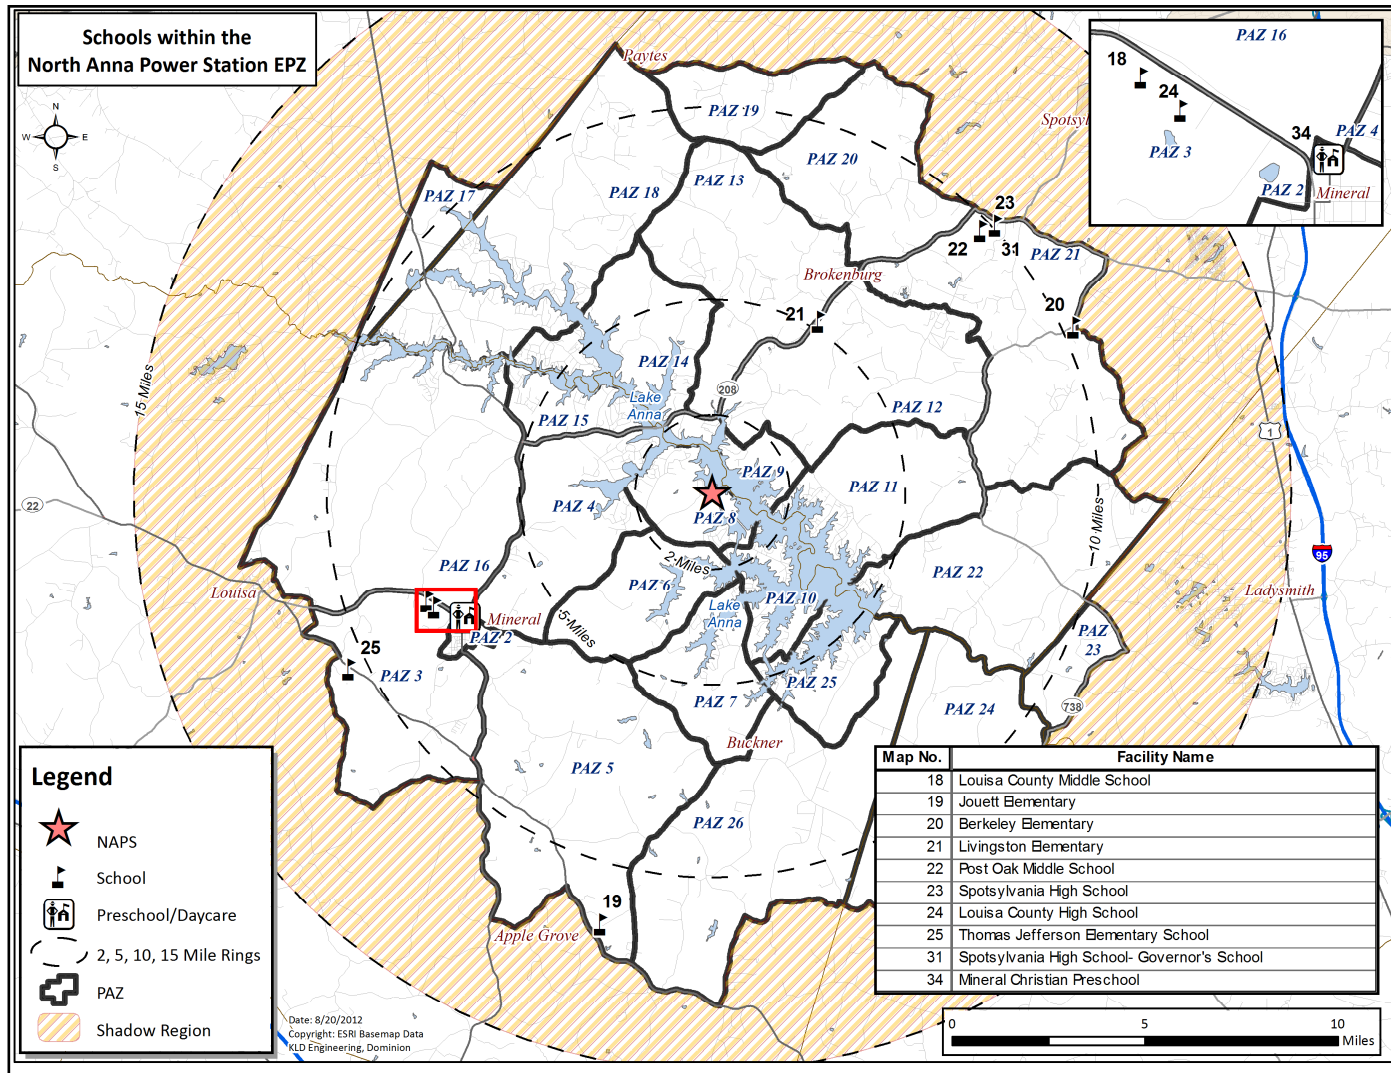 Schools within the
North Anna Power Station EPZ
N
W E
S
Paytes
PAZ 19
Spotsyl
PAZ 20
PAZ 13
PAZ 18
PAZ 17
PAZ 16
18
24
34
PAZ 4
PAZ 3
PAZ 2
Mineral
23
22
31
PAZ 21
Brokenburg
21
20
15 Miles
PAZ 14
208
Lake
Anna
PAZ 12
PAZ 15
1
PAZ 9
22
PAZ 4
PAZ 8
PAZ 11
10 Miles
95
2-Miles
PAZ 16
PAZ 6
PAZ 10
PAZ 22
Louisa
Lake
Anna
Ladysmith
Mineral
5-Miles
PAZ 2
PAZ
23
25
PAZ 3
PAZ 25
PAZ 7
PAZ 24
738
Buckner
PAZ 5
PAZ 26
19
Apple Grove
Legend
NAPS
School
Preschool/Daycare
2, 5, 10, 15 Mile Rings
PAZ
Shadow Region
Date: 8/20/2012
Copyright: ESRI Basemap Data
KLD Engineering, Dominion
Map No. Facility Name
18 Louisa County Middle School
19 Jouett Elementary
20 Berkeley Elementary
21 Livingston Elementary
22 Post Oak Middle School
23 Spotsylvania High School
24 Louisa County High School
25 Thomas Jefferson Elementary School
31 Spotsylvania High School- Governor's School
34 Mineral Christian Preschool
0 5 10
Miles